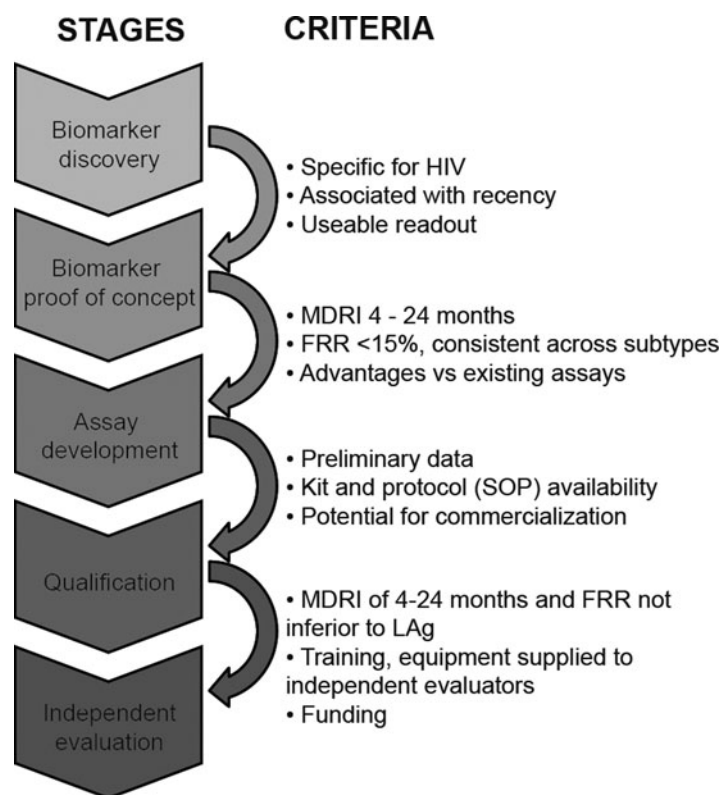 STAGES
CRITERIA
Biomarker
discovery
• Specific for HIV
• Associated with recency
• Useable readout
Biomarker
proof of concept
• MDRI 4 - 24 months
• FRR <15%, consistent across subtypes
• Advantages vs existing assays
Assay
development
• Preliminary data
• Kit and protocol (SOP) availability
• Potential for commercialization
Qualification
• MDRI of 4-24 months and FRR not
inferior to LAg
• Training, equipment supplied to
independent evaluators
• Funding
Independent
evaluation